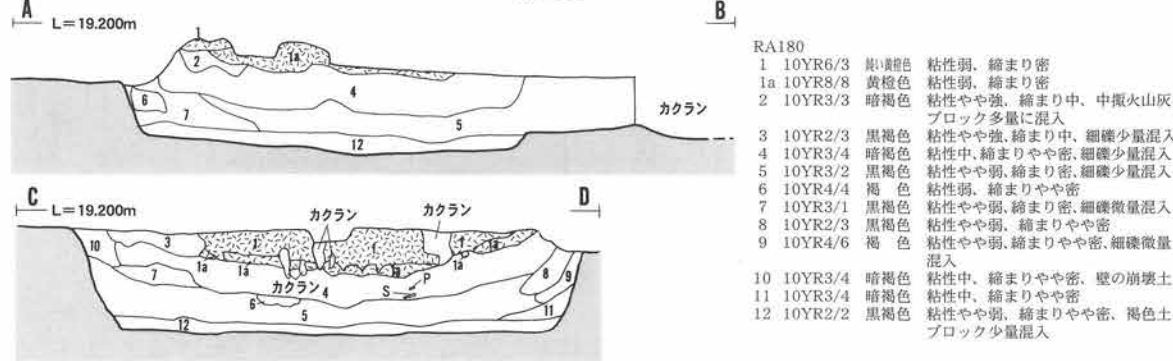 A
L=19.200m
B
1
1a
2
4
6
7
5
12
カクラン
C
L=19.200m
D
カクラン
カクラン
10
3
1
1
1
1a
1a
1a
1a
1a
7
カクラン
4
P
S
6
5
8
9
11
12
RA180
1 10YR6/3 鈍い黄橙色 粘性弱、締まり密
1a 10YR8/8 黄橙色 粘性弱、締まり密
2 10YR3/3 暗褐色 粘性やや強、締まり中、中掫火山灰
ブロック多量に混入
3 10YR2/3 黒褐色 粘性やや強、締まり中、細礫少量混入
4 10YR3/4 暗褐色 粘性中、締まりやや密、細礫少量混入
5 10YR3/2 黒褐色 粘性やや弱、締まり密、細礫少量混入
6 10YR4/4 褐 色 粘性弱、締まりやや密
7 10YR3/1 黒褐色 粘性やや弱、締まり密、細礫微量混入
8 10YR2/3 黒褐色 粘性やや弱、締まりやや密
9 10YR4/6 褐 色 粘性やや弱、締まりやや密、細礫微量
混入
10 10YR3/4 暗褐色 粘性中、締まりやや密、壁の崩壊土
11 10YR3/4 暗褐色 粘性中、締まりやや密
12 10YR2/2 黒褐色 粘性やや弱、締まりやや密、褐色土
ブロック少量混入